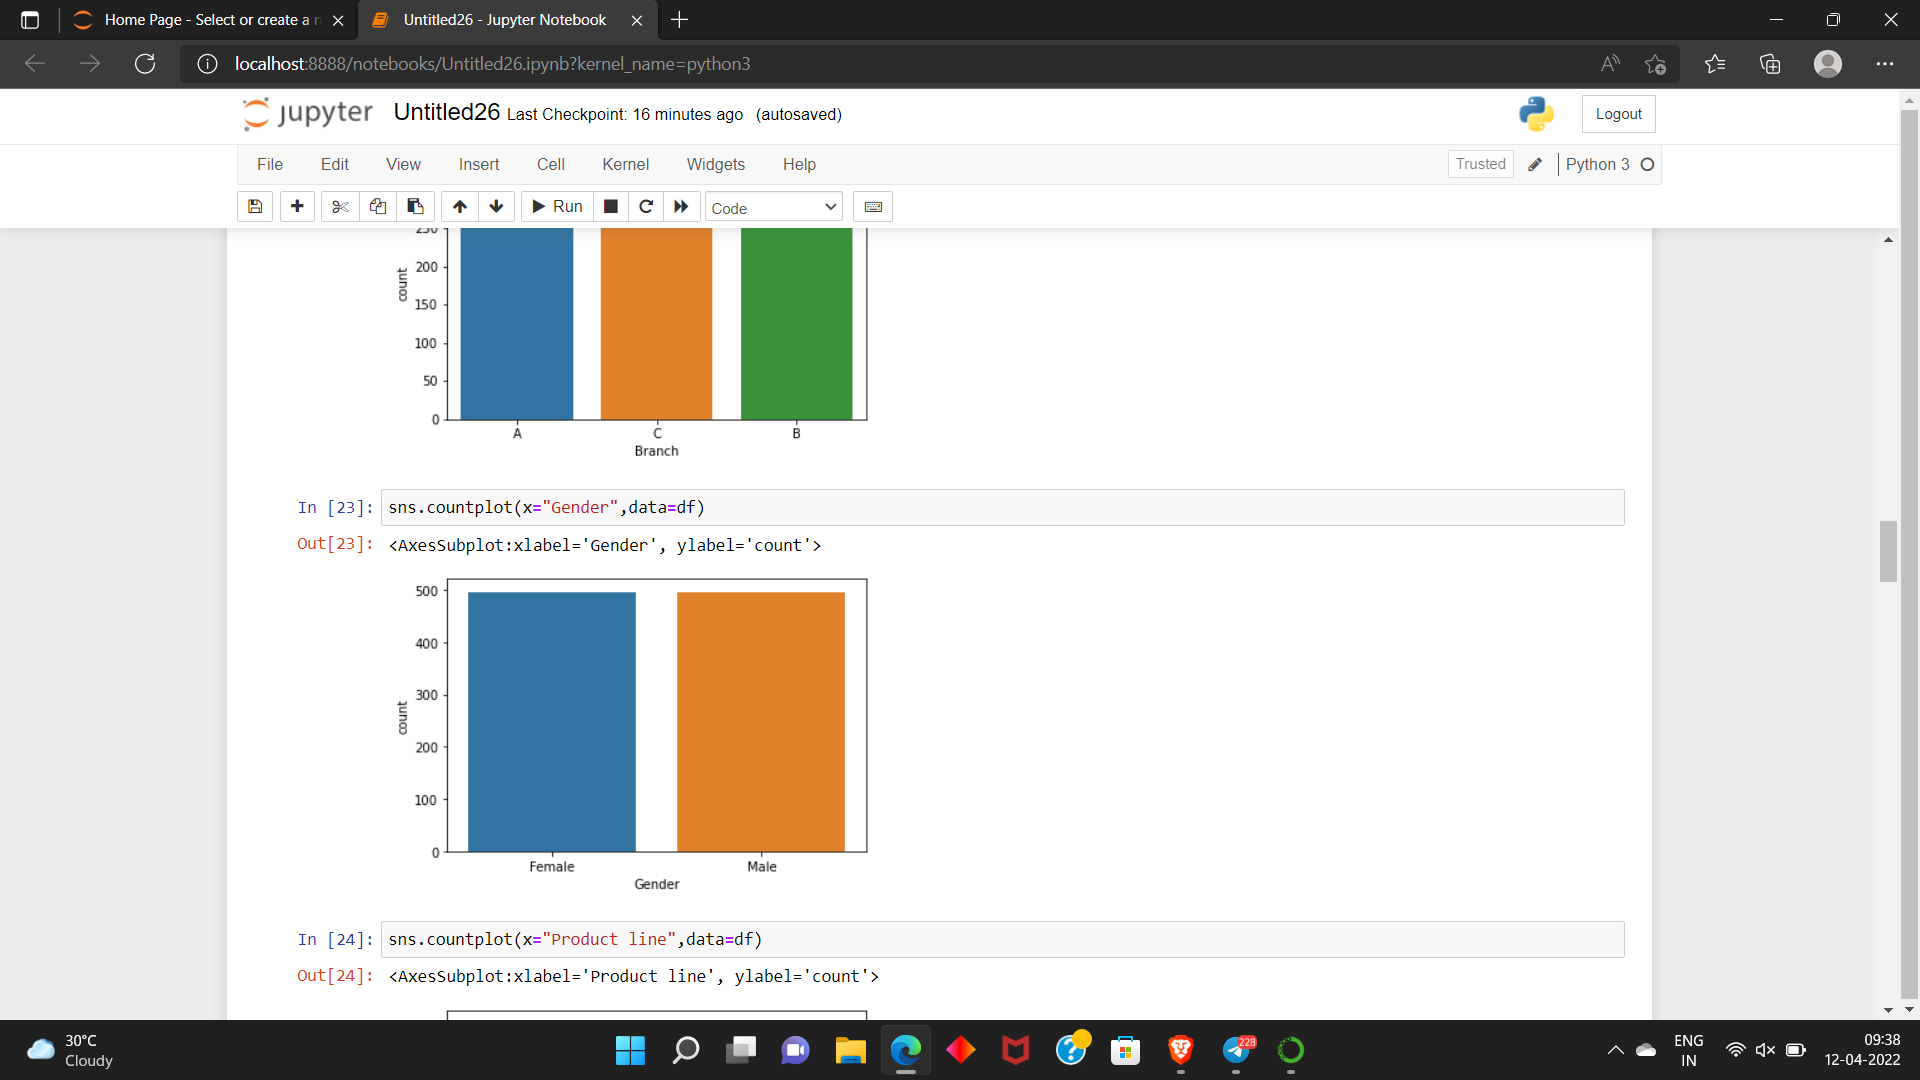 Home Page - Select or create a n
Untitled26 - Jupyter Notebook
localhost:8888/notebooks/Untitled26.ipynb?kernel_name=python3
jupyter Untitled26 Last Checkpoint: 16 minutes ago (autosaved)
Logout
File Edit View Insert Cell Kernel Widgets Help
Trusted
Python 3
Run
Code
250
200
150
100
50
0
count
A C B
Branch
In [23]: sns.countplot(x="Gender",data=df)
Out[23]: <AxesSubplot:xlabel='Gender', ylabel='count'>
500
400
300
200
100
0
count
Female Male
Gender
In [24]: sns.countplot(x="Product line",data=df)
Out[24]: <AxesSubplot:xlabel='Product line', ylabel='count'>
30°C
Cloudy
228
ENG
IN
09:38
12-04-2022